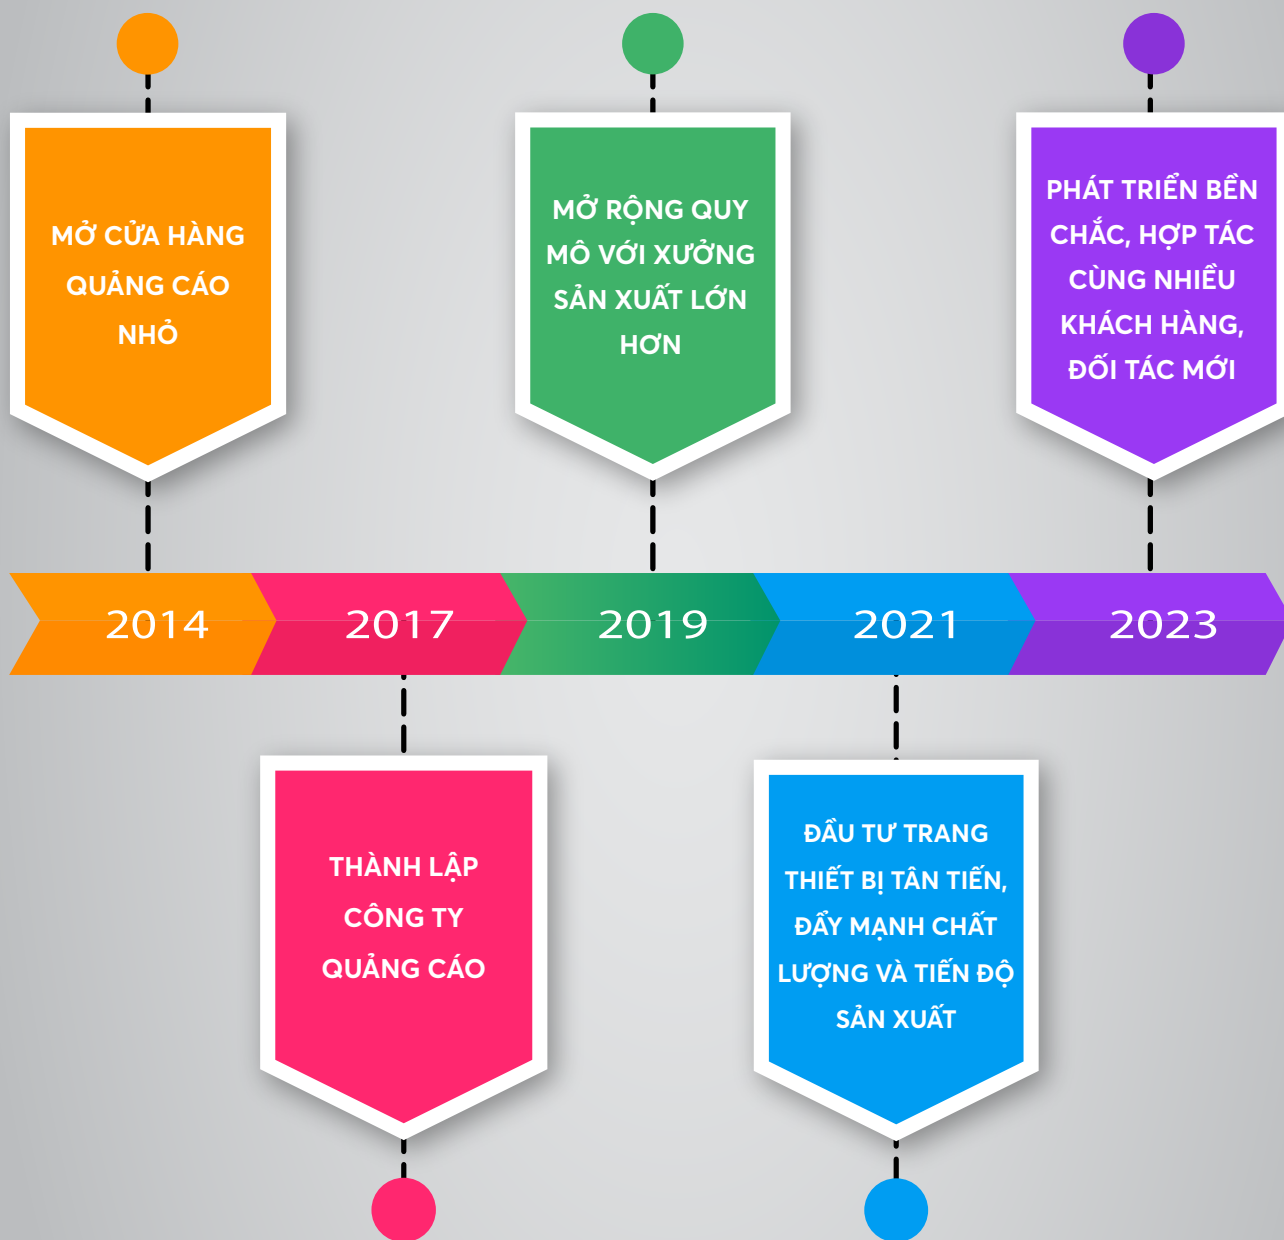 MỞ CỬA HÀNG
QUẢNG CÁO
NHỎ
MỞ RỘNG QUY
MÔ VỚI XƯỞNG
SẢN XUẤT LỚN
HƠN
PHÁT TRIỂN BỀN
CHẮC, HỢP TÁC
CÙNG NHIỀU
KHÁCH HÀNG,
ĐỐI TÁC MỚI
2014
2017
2019
2021
2023
THÀNH LẬP
CÔNG TY
QUẢNG CÁO
ĐẦU TƯ TRANG
THIẾT BỊ TÂN TIẾN,
ĐẨY MẠNH CHẤT
LƯỢNG VÀ TIẾN ĐỘ
SẢN XUẤT